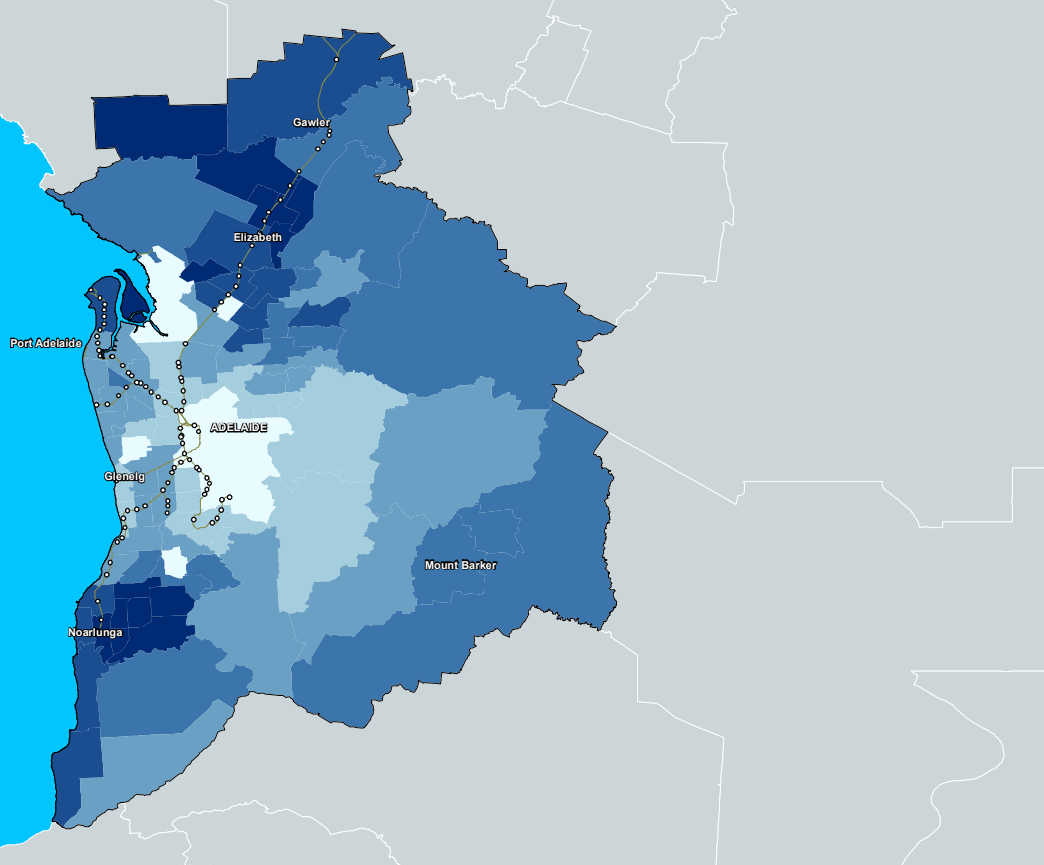 Gawler
Elizabeth
Port Adelaide
ADELAIDE
Glenelg
Mount Barker
Noarlunga